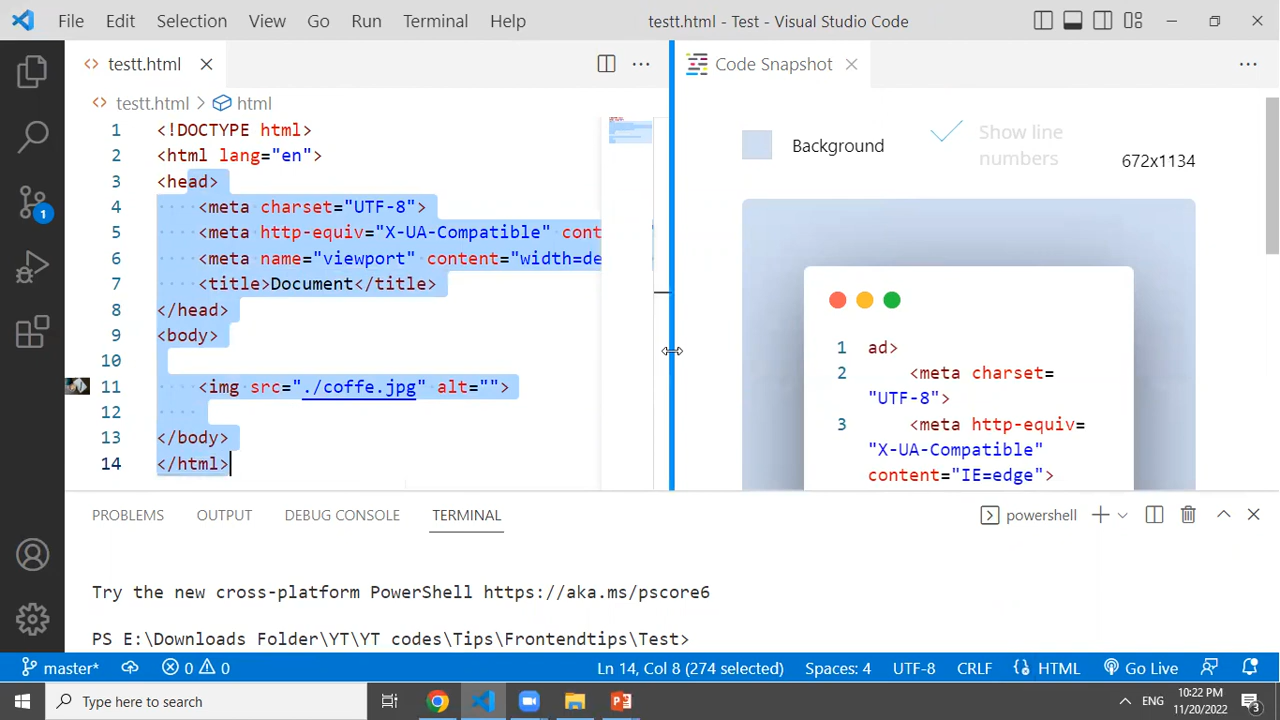 File Edit Selection View Go Run Terminal Help testt.html - Test - Visual Studio Code
testt.html
testt.html > html
1 <!DOCTYPE html>
2 <html lang="en">
3 <head>
4 <meta charset="UTF-8">
5 <meta http-equiv="X-UA-Compatible" cont
6 <meta name="viewport" content="width=de
7 <title>Document</title>
8 </head>
9 <body>
10
11 <img src="./coffe.jpg" alt="">
12
13 </body>
14 </html>
Code Snapshot
Background
Show line
numbers
672x1134
1 ad>
2 <meta charset=
"UTF-8">
3 <meta http-equiv=
"X-UA-Compatible"
content="IE=edge">
1
PROBLEMS OUTPUT DEBUG CONSOLE TERMINAL powershell
Try the new cross-platform PowerShell https://aka.ms/pscore6
PS E:\Downloads Folder\YT\YT codes\Tips\Frontendtips\Test>
master* 0 0 Ln 14, Col 8 (274 selected) Spaces: 4 UTF-8 CRLF HTML Go Live
Type here to search
ENG
10:22 PM
11/20/2022
3